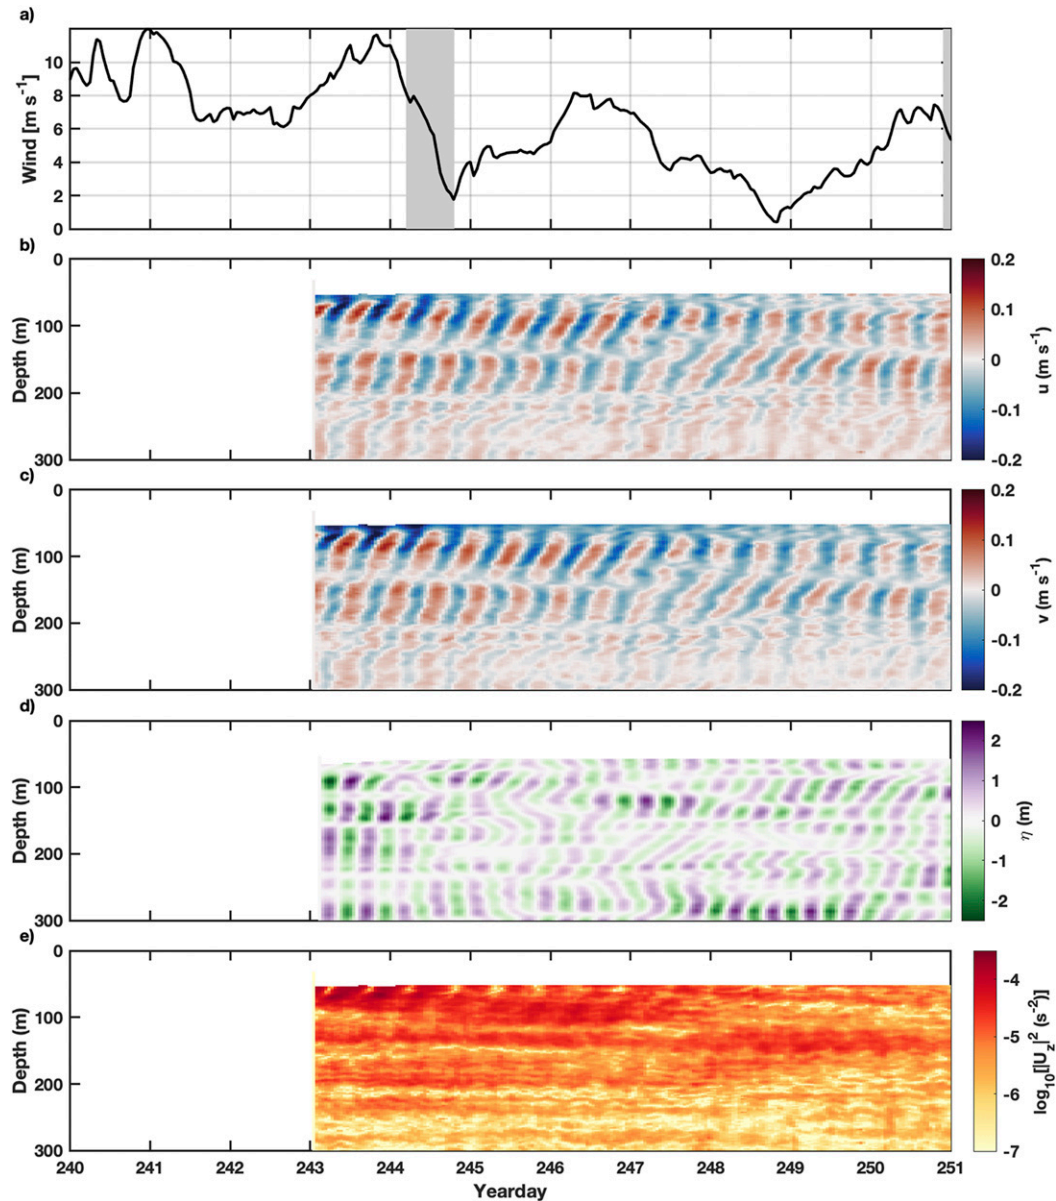 a)
10
8
6
4
2
0
Wind [m s⁻¹]
b)
0
100
200
300
Depth (m)
0.2
0.1
0
-0.1
-0.2
u (m s⁻¹)
c)
0
100
200
300
Depth (m)
0.2
0.1
0
-0.1
-0.2
v (m s⁻¹)
d)
0
100
200
300
Depth (m)
2
1
0
-1
-2
η (m)
e)
0
100
200
300
Depth (m)
-4
-5
-6
-7
log₁₀[|U_z|² (s⁻²)]
240 241 242 243 244 245 246 247 248 249 250 251
Yearday